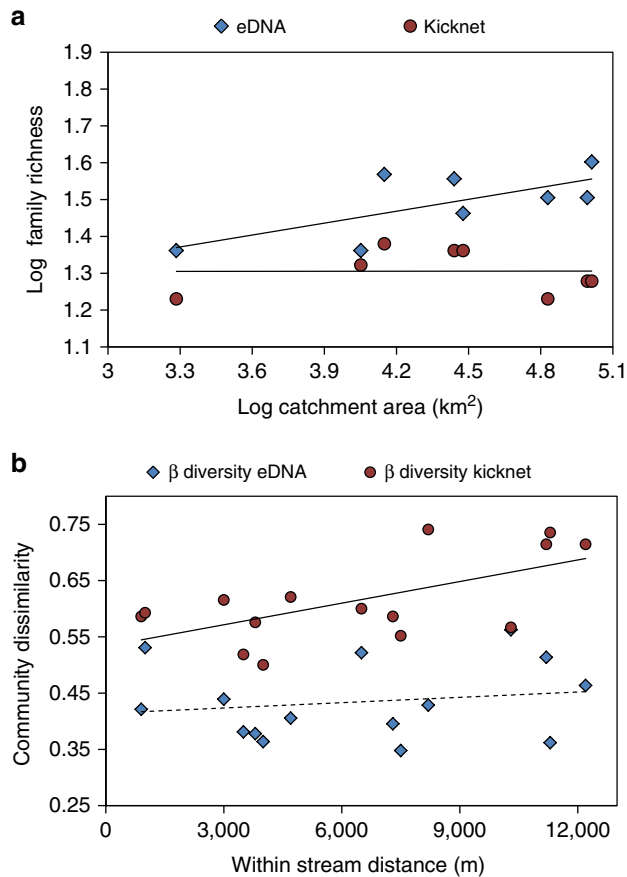 a
eDNA Kicknet
1.9
1.8
1.7
1.6
1.5
1.4
1.3
1.2
1.1
Log family richness
3 3.3 3.6 3.9 4.2 4.5 4.8 5.1
Log catchment area (km²)
b
β diversity eDNA β diversity kicknet
0.75
0.65
0.55
0.45
0.35
0.25
Community dissimilarity
0 3,000 6,000 9,000 12,000
Within stream distance (m)